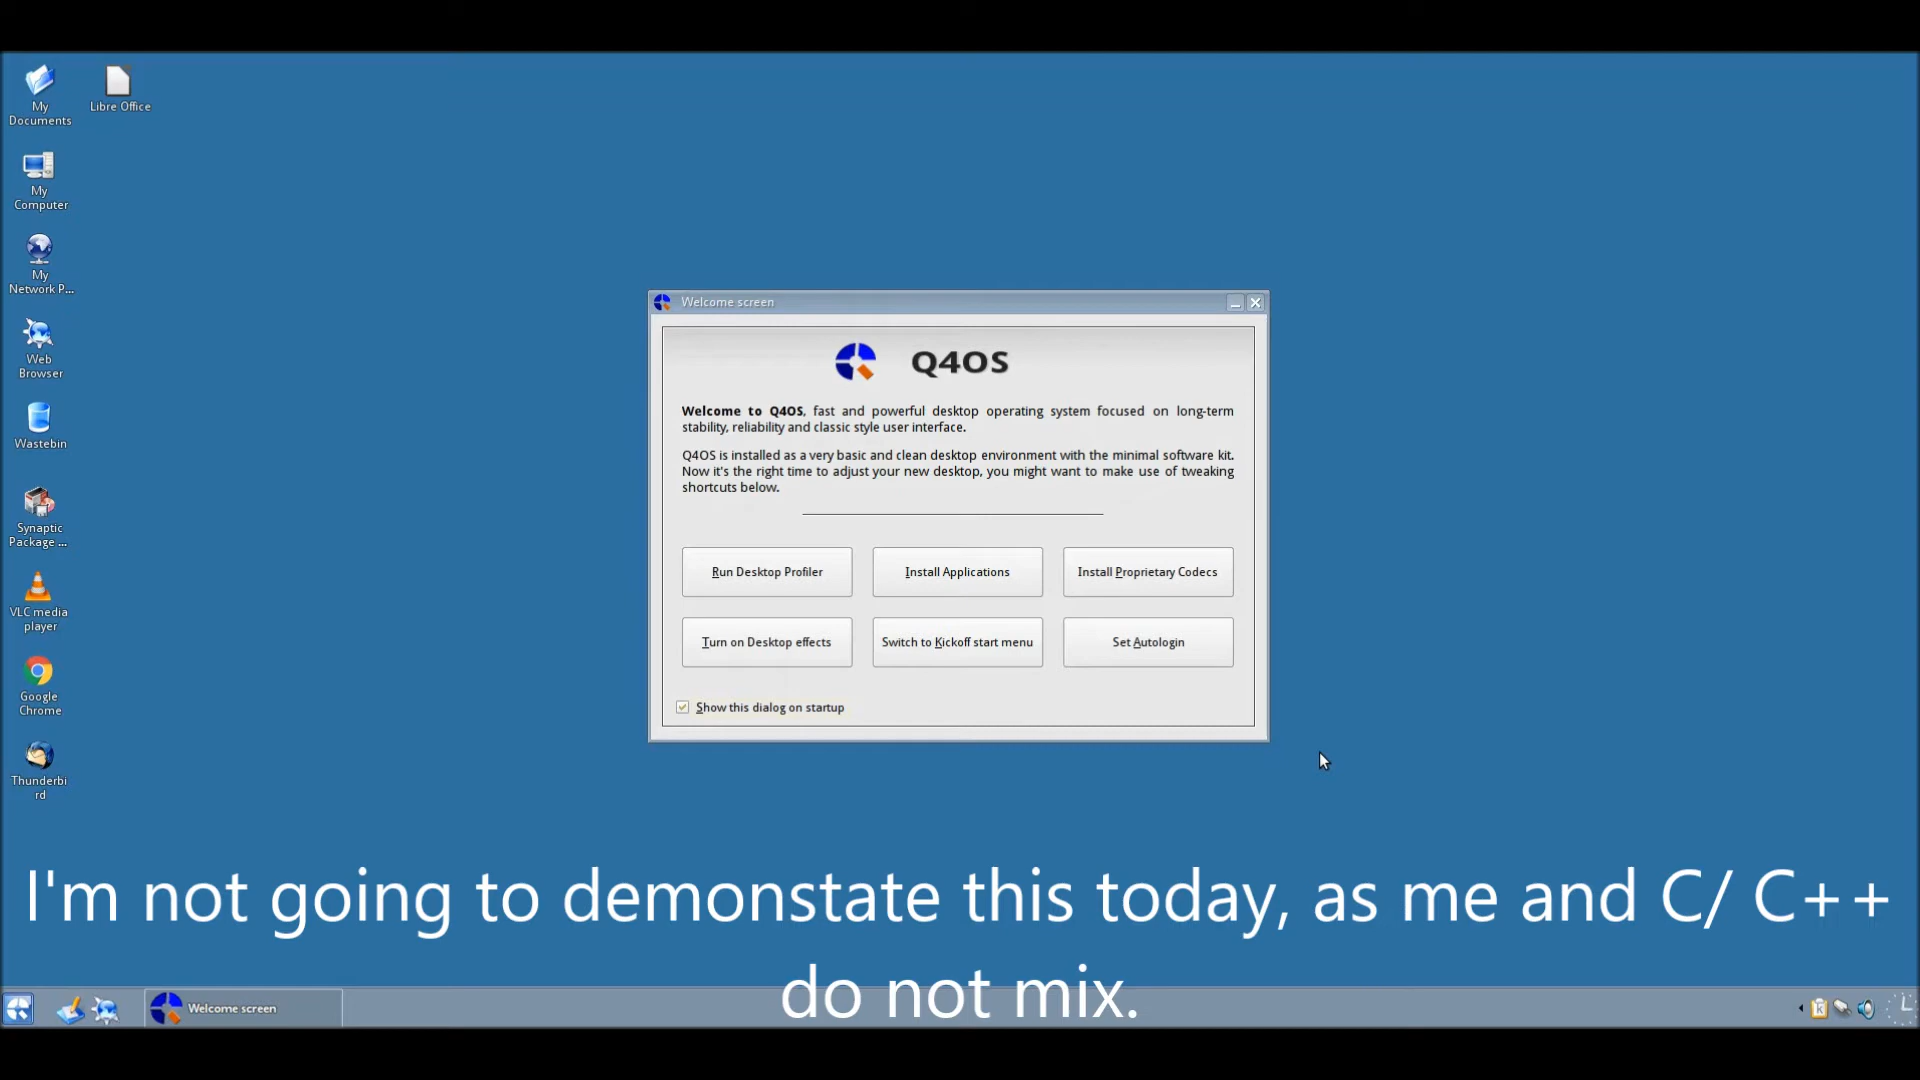 My
Documents
Libre Office
My
Computer
My
Network P...
Web
Browser
Wastebin
Synaptic
Package ...
VLC media
player
Google
Chrome
Thunderbi
rd
Welcome screen
Q4OS
Welcome to Q4OS, fast and powerful desktop operating system focused on long-term
stability, reliability and classic style user interface.
Q4OS is installed as a very basic and clean desktop environment with the minimal software kit.
Now it's the right time to adjust your new desktop, you might want to make use of tweaking
shortcuts below.
Run Desktop Profiler
Install Applications
Install Proprietary Codecs
Turn on Desktop effects
Switch to Kickoff start menu
Set Autologin
Show this dialog on startup
I'm not going to demonstate this today, as me and C/ C++
do not mix.
Welcome screen